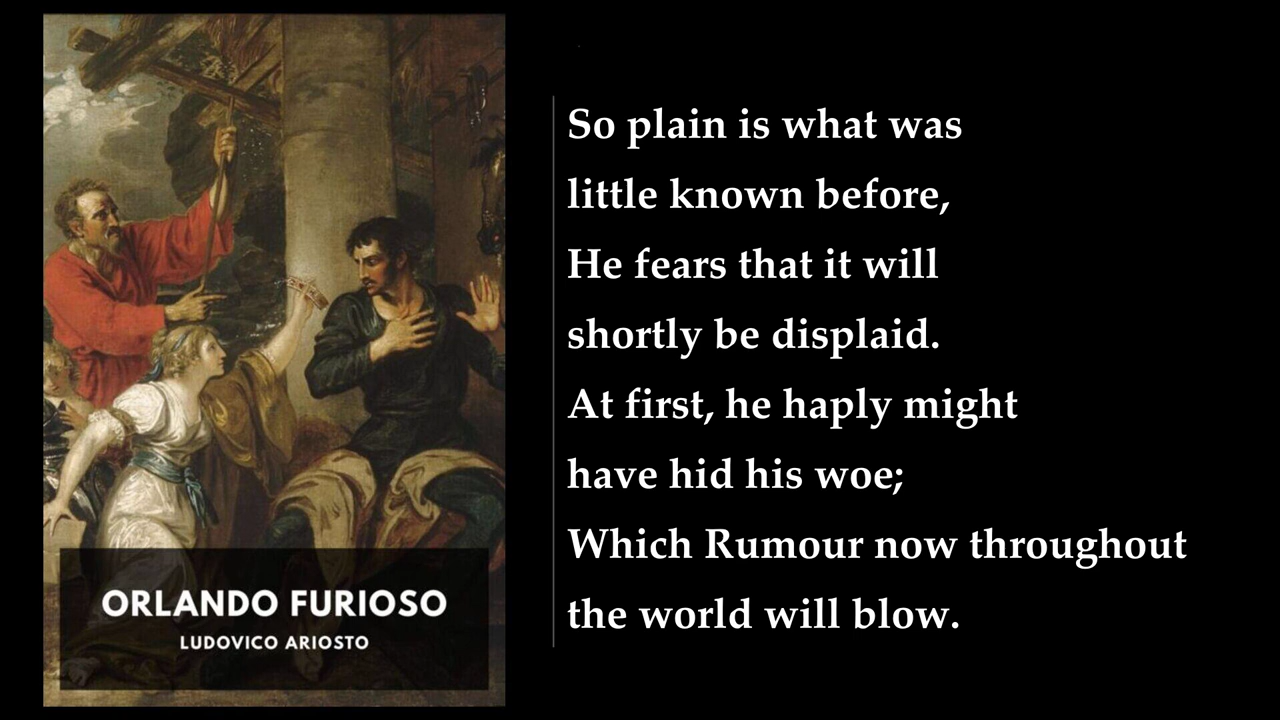 ORLANDO FURIOSO
LUDOVICO ARIOSTO
So plain is what was
little known before,
He fears that it will
shortly be displaid.
At first, he haply might
have hid his woe;
Which Rumour now throughout
the world will blow.